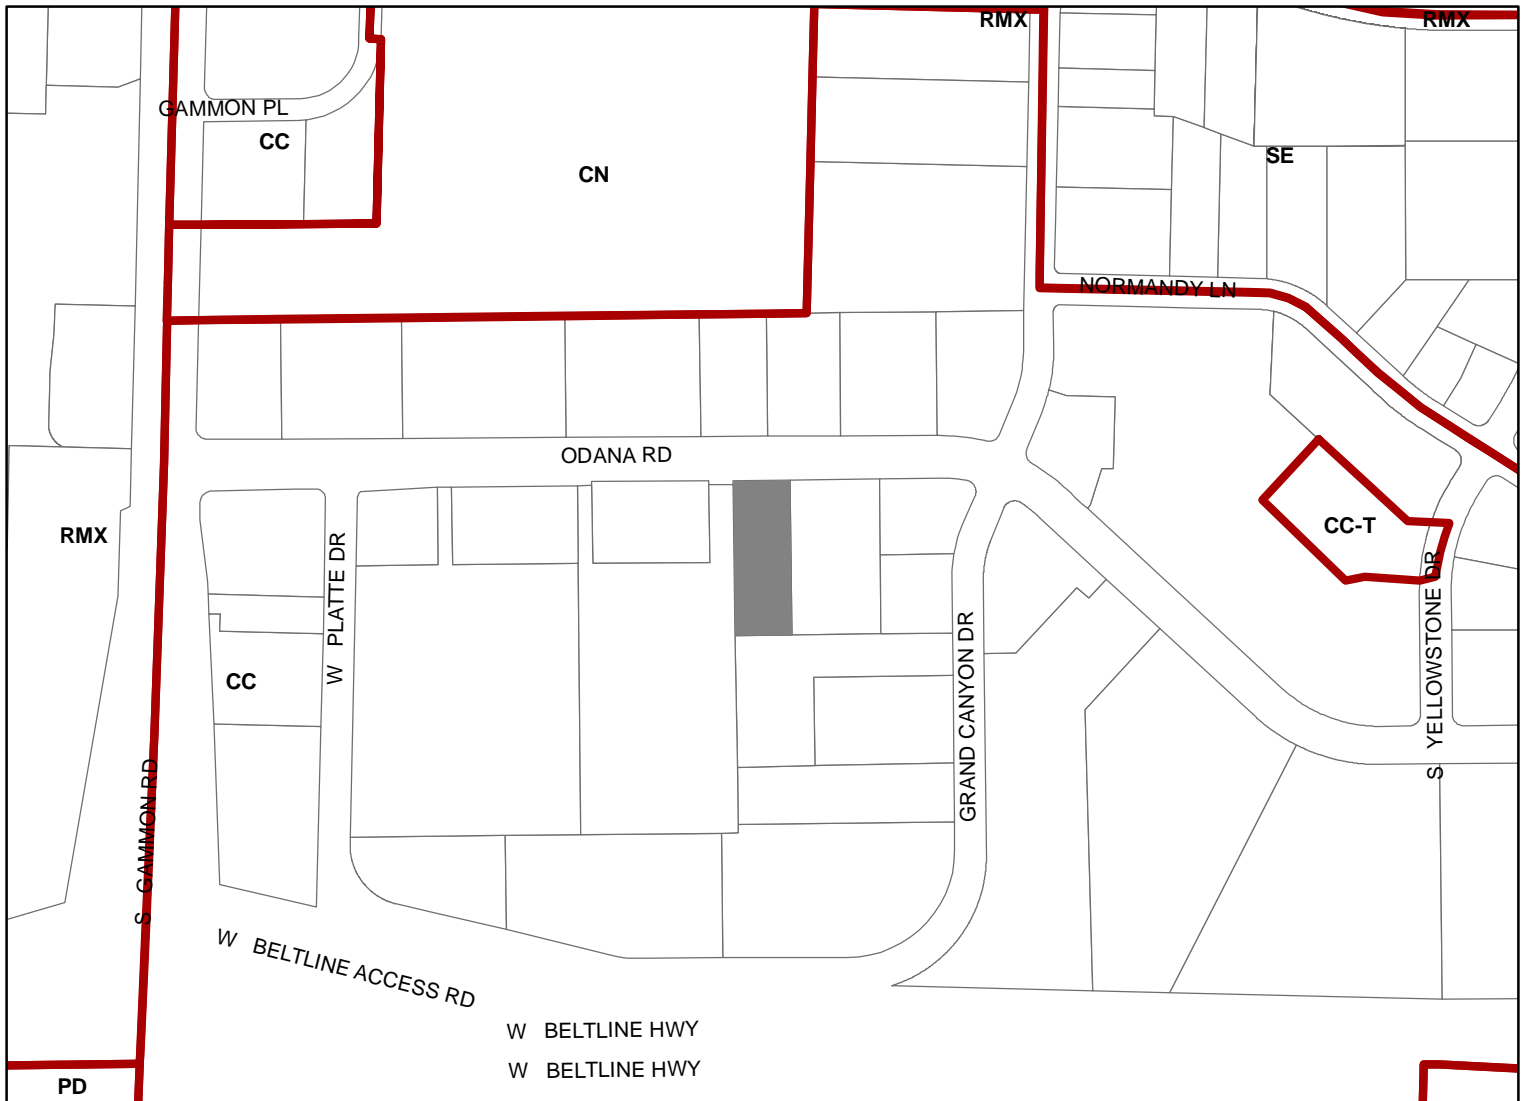 RMX
RMX
GAMMON PL
CC
SE
CN
NORMANDY LN
ODANA RD
CC-T
RMX
W PLATTE DR
S YELLOWSTONE DR
GRAND CANYON DR
CC
S GAMMON RD
W BELTLINE ACCESS RD
W BELTLINE HWY
W BELTLINE HWY
PD